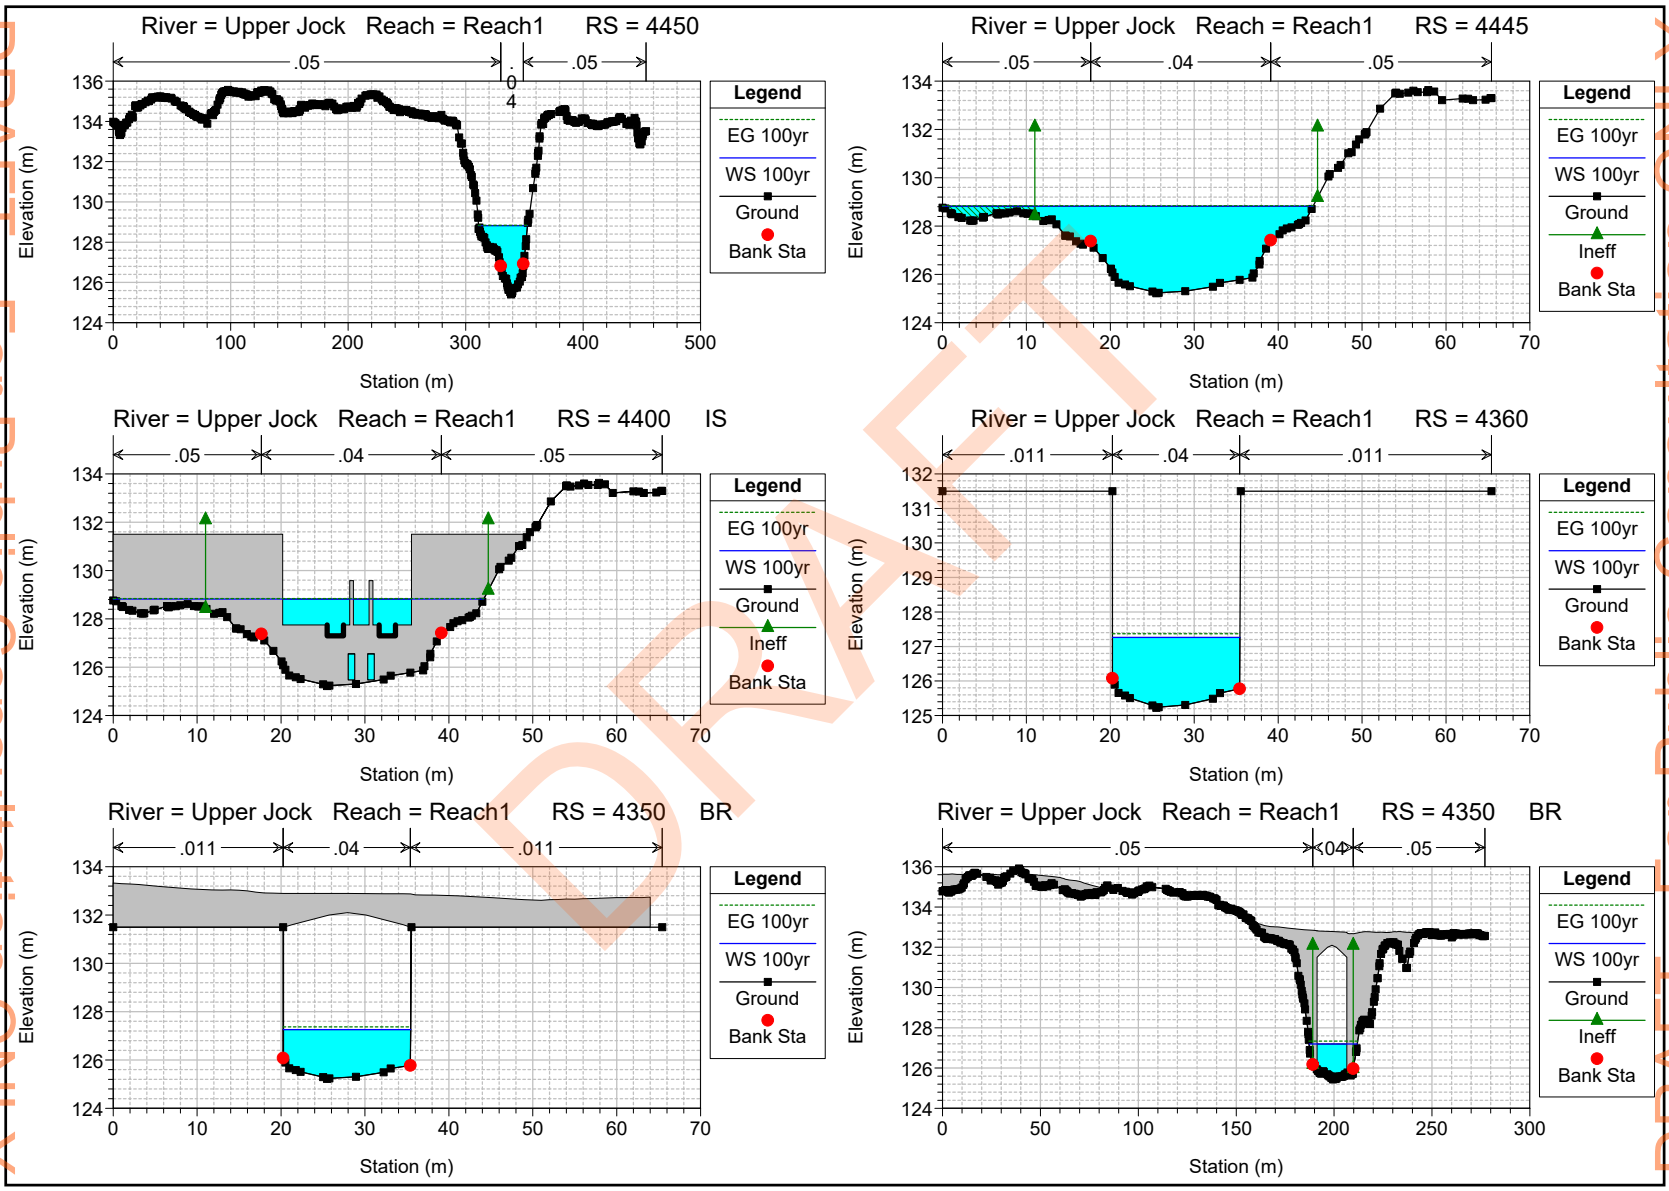 River = Upper Jock Reach = Reach1 RS = 4450
.05 .04 .05
136
134
132
130
128
126
124
Elevation (m)
0 100 200 300 400 500
Station (m)
Legend
EG 100yr
WS 100yr
Ground
Bank Sta
River = Upper Jock Reach = Reach1 RS = 4445
.05 .04 .05
134
132
130
128
126
124
Elevation (m)
0 10 20 30 40 50 60 70
Station (m)
Legend
EG 100yr
WS 100yr
Ground
Ineff
Bank Sta
River = Upper Jock Reach = Reach1 RS = 4400 IS
.05 .04 .05
134
132
130
128
126
124
Elevation (m)
0 10 20 30 40 50 60 70
Station (m)
Legend
EG 100yr
WS 100yr
Ground
Ineff
Bank Sta
River = Upper Jock Reach = Reach1 RS = 4360
.011 .04 .011
132
131
130
129
128
127
126
125
Elevation (m)
0 10 20 30 40 50 60 70
Station (m)
Legend
EG 100yr
WS 100yr
Ground
Bank Sta
River = Upper Jock Reach = Reach1 RS = 4350 BR
.011 .04 .011
134
132
130
128
126
124
Elevation (m)
0 10 20 30 40 50 60 70
Station (m)
Legend
EG 100yr
WS 100yr
Ground
Bank Sta
River = Upper Jock Reach = Reach1 RS = 4350 BR
.05 .04 .05
136
134
132
130
128
126
124
Elevation (m)
0 50 100 150 200 250 300
Station (m)
Legend
EG 100yr
WS 100yr
Ground
Ineff
Bank Sta
DRAFT